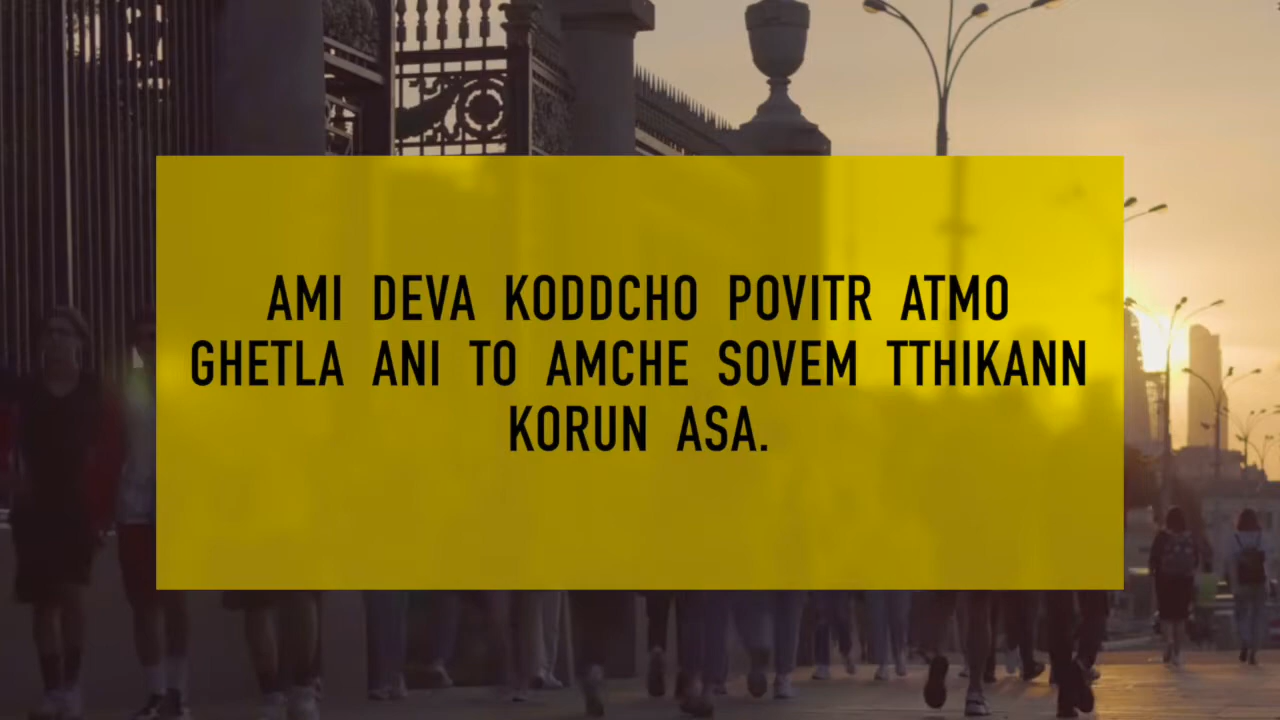 AMI DEVA KODDCHO POVITR ATMO
GHETLA ANI TO AMCHE SOVEM TTHIKANN
KORUN ASA.